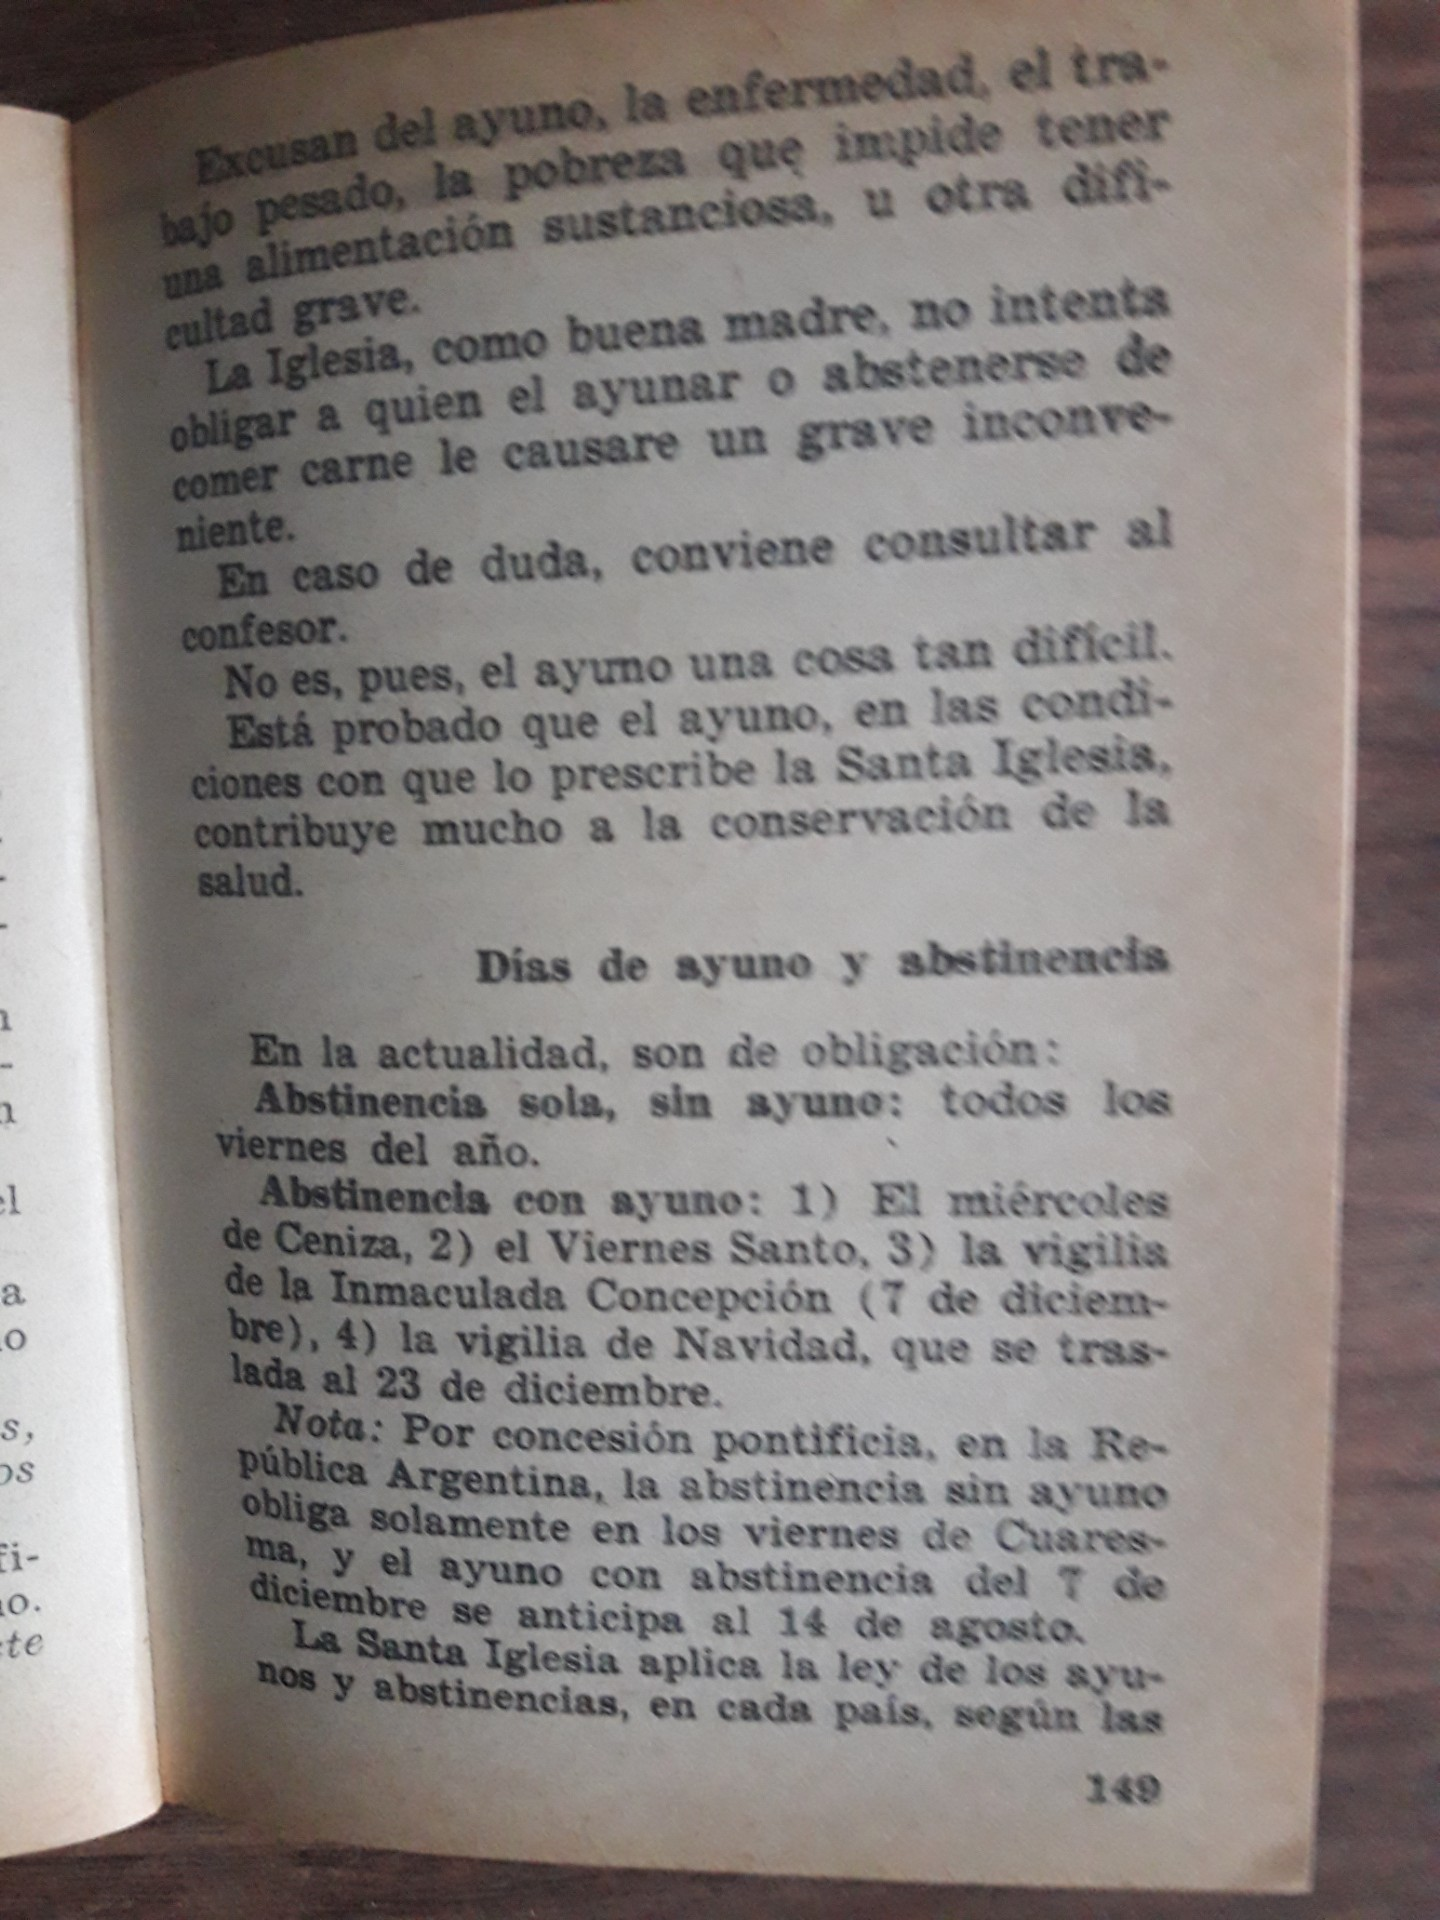 Excusan del ayuno, la enfermedad, el tra-
bajo pesado, la pobreza que impide tener
una alimentación sustanciosa, u otra difi-
cultad grave.
La Iglesia, como buena madre, no intenta
obligar a quien el ayunar o abstenerse de
comer carne le causare un grave inconve-
niente.
En caso de duda, conviene consultar al
confesor.
No es, pues, el ayuno una cosa tan difícil.
Está probado que el ayuno, en las condi-
ciones con que lo prescribe la Santa Iglesia,
contribuye mucho a la conservación de la
salud.
Días de ayuno y abstinencia
En la actualidad, son de obligación:
Abstinencia sola, sin ayuno: todos los
viernes del año.
Abstinencia con ayuno: 1) El miércoles
de Ceniza, 2) el Viernes Santo, 3) la vigilia
de la Inmaculada Concepción (7 de diciem-
bre), 4) la vigilia de Navidad, que se tras-
lada al 23 de diciembre.
Nota: Por concesión pontificia, en la Re-
pública Argentina, la abstinencia sin ayuno
obliga solamente en los viernes de Cuares-
ma, y el ayuno con abstinencia del 7 de
diciembre se anticipa al 14 de agosto.
La Santa Iglesia aplica la ley de los ayu-
nos y abstinencias, en cada país, según las
149